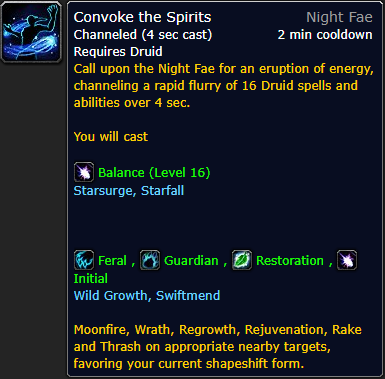 Convoke the Spirits Night Fae
Channeled (4 sec cast) 2 min cooldown
Requires Druid
Call upon the Night Fae for an eruption of energy,
channeling a rapid flurry of 16 Druid spells and
abilities over 4 sec.
You will cast
Balance (Level 16)
Starsurge, Starfall
Feral , Guardian , Restoration ,
Initial
Wild Growth, Swiftmend
Moonfire, Wrath, Regrowth, Rejuvenation, Rake
and Thrash on appropriate nearby targets,
favoring your current shapeshift form.